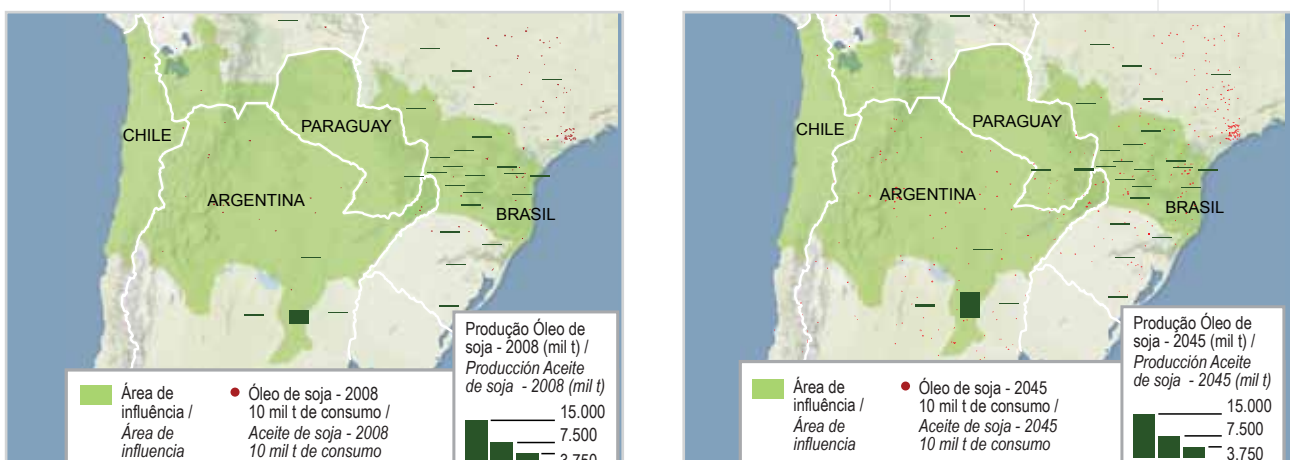 CHILE
PARAGUAY
ARGENTINA
BRASIL
Produção Óleo de
soja - 2008 (mil t) /
Producción Aceite
de soja - 2008 (mil t)
15.000
7.500
3.750
Área de
influência /
Área de
influencia
Óleo de soja - 2008
10 mil t de consumo /
Aceite de soja - 2008
10 mil t de consumo
CHILE
PARAGUAY
ARGENTINA
BRASIL
Produção Óleo de
soja - 2045 (mil t) /
Producción Aceite
de soja - 2045 (mil t)
15.000
7.500
3.750
Área de
influência /
Área de
influencia
Óleo de soja - 2045
10 mil t de consumo /
Aceite de soja - 2045
10 mil t de consumo